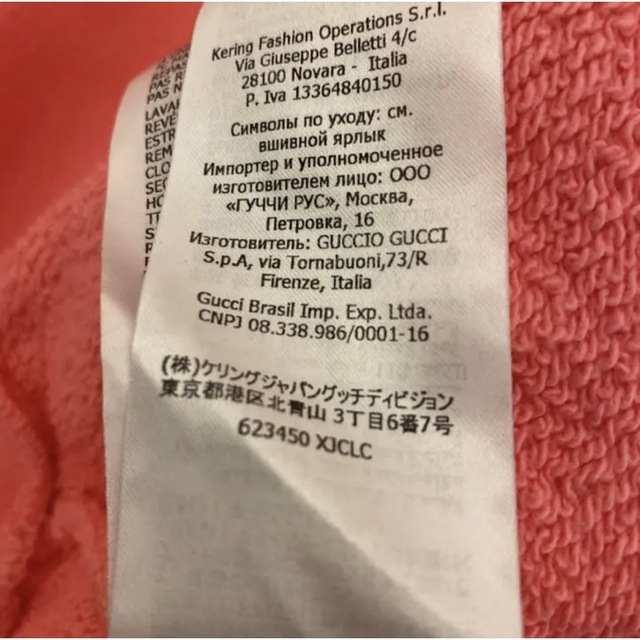 Kering Fashion Operations S.r.l.
Via Giuseppe Belletti 4/c
28100 Novara - Italia
P. Iva 13364840150
Символы по уходу: см.
вшивной ярлык
Импортер и уполномоченное
изготовителем лицо: ООО
«ГУЧЧИ РУС», Москва,
Петровка, 16
Изготовитель: GUCCIO GUCCI
S.p.A, via Tornabuoni,73/R
Firenze, Italia
Gucci Brasil Imp. Exp. Ltda.
CNPJ 08.338.986/0001-16
(株)ケリングジャパングッチディビジョン
東京都港区北青山 3丁目6番7号
623450 XJCLC